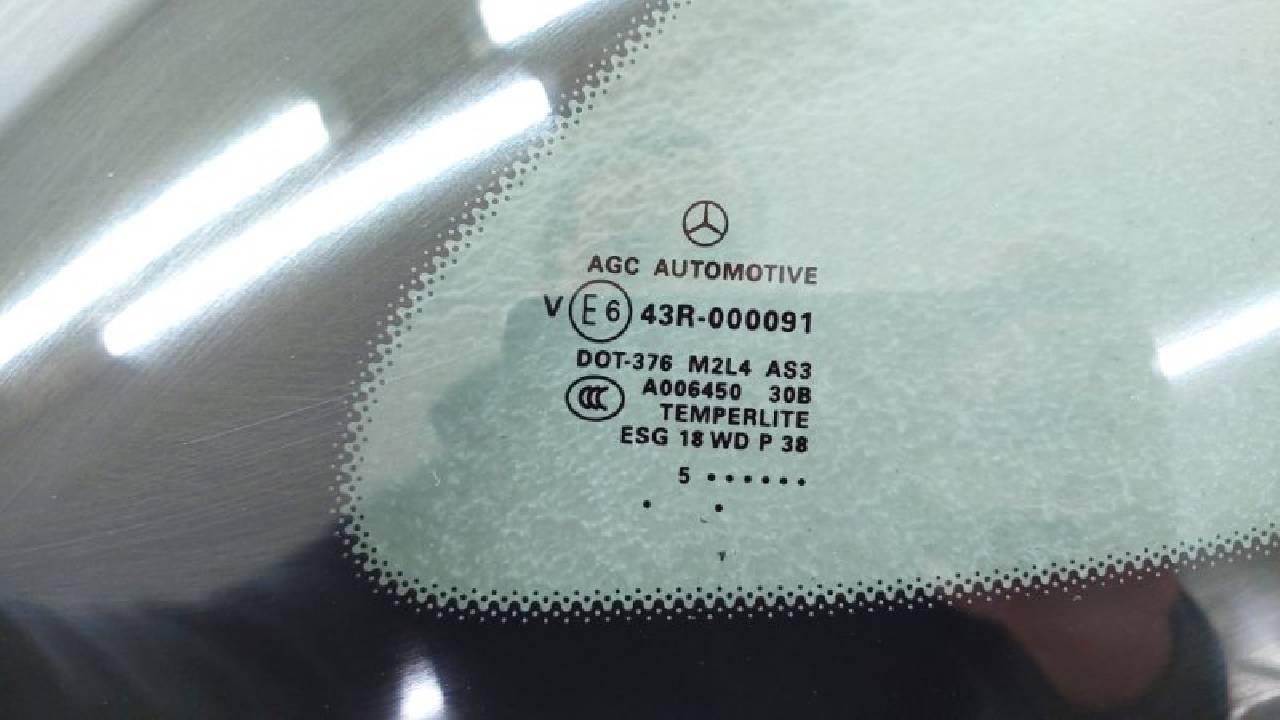 AGC AUTOMOTIVE
V E6 43R-000091
DOT-376 M2L4 AS3
CCC A006450 30B
TEMPERLITE
ESG 18 WD P 38
5 ······